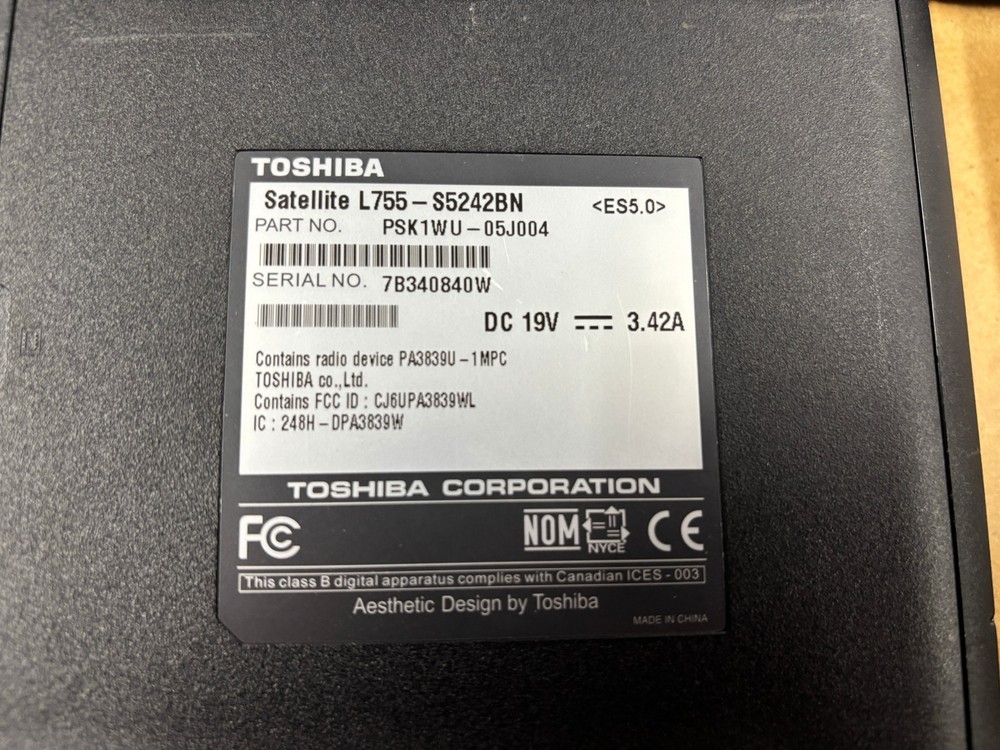 TOSHIBA
Satellite L755-S5242BN <ES5.0>
PART NO. PSK1WU-05J004
SERIAL NO. 7B340840W
DC 19V ⎓ 3.42A
Contains radio device PA3839U-1MPC
TOSHIBA co.,Ltd.
Contains FCC ID : CJ6UPA3839WL
IC : 248H-DPA3839W
TOSHIBA CORPORATION
FC NOM NYCE CE
This class B digital apparatus complies with Canadian ICES-003
Aesthetic Design by Toshiba
MADE IN CHINA